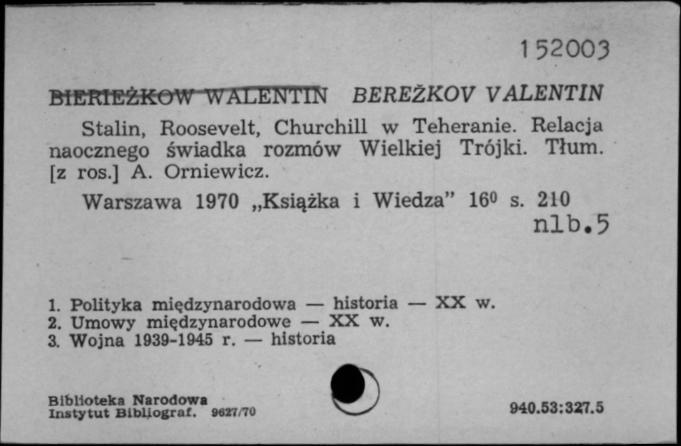 152003
BIERIEŻKOW WALENTIN BEREŽKOV VALENTIN
Stalin, Roosevelt, Churchill w Teheranie. Relacja
naocznego świadka rozmów Wielkiej Trójki. Tłum.
[z ros.] A. Orniewicz.
Warszawa 1970 „Książka i Wiedza” 16⁰ s. 210
nlb.5
1. Polityka międzynarodowa — historia — XX w.
2. Umowy międzynarodowe — XX w.
3. Wojna 1939-1945 r. — historia
Biblioteka Narodowa
Instytut Bibliograf. 9627/70
940.53:327.5